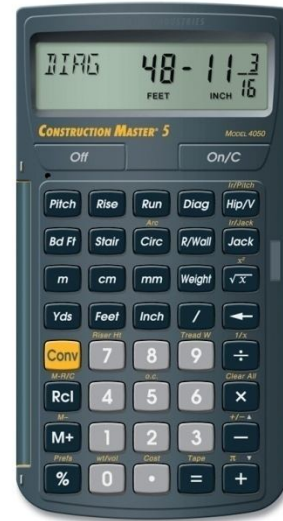 DIAG 48 - 11 3/16
FEET INCH
CONSTRUCTION MASTER® 5 MODEL 4050
Off On/C
Ir/Pitch
Pitch Rise Run Diag Hip/V
Arc Ir/Jack
Bd Ft Stair Circ R/Wall Jack
x²
m cm mm Weight √x
Yds Feet Inch /
Riser Ht Tread W 1/x
Conv 7 8 9 ÷
M-R/C o.c. Clear All
Rcl 4 5 6 ×
M- +/- ▲
M+ 1 2 3 −
Prefs wt/vol Cost Tape π ▼
% 0 • = +